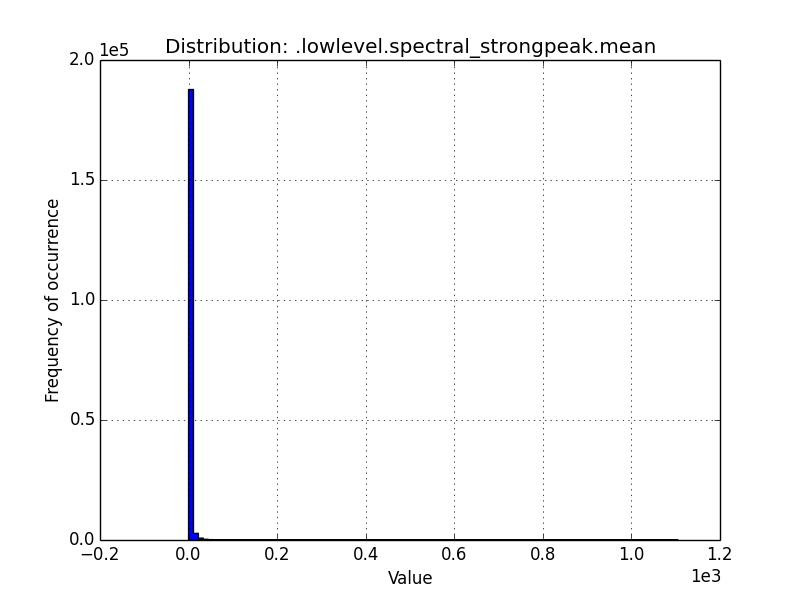 Distribution: .lowlevel.spectral_strongpeak.mean
1e5
2.0
1.5
1.0
0.5
0.0
Frequency of occurrence
−0.2 0.0 0.2 0.4 0.6 0.8 1.0 1.2
Value
1e3